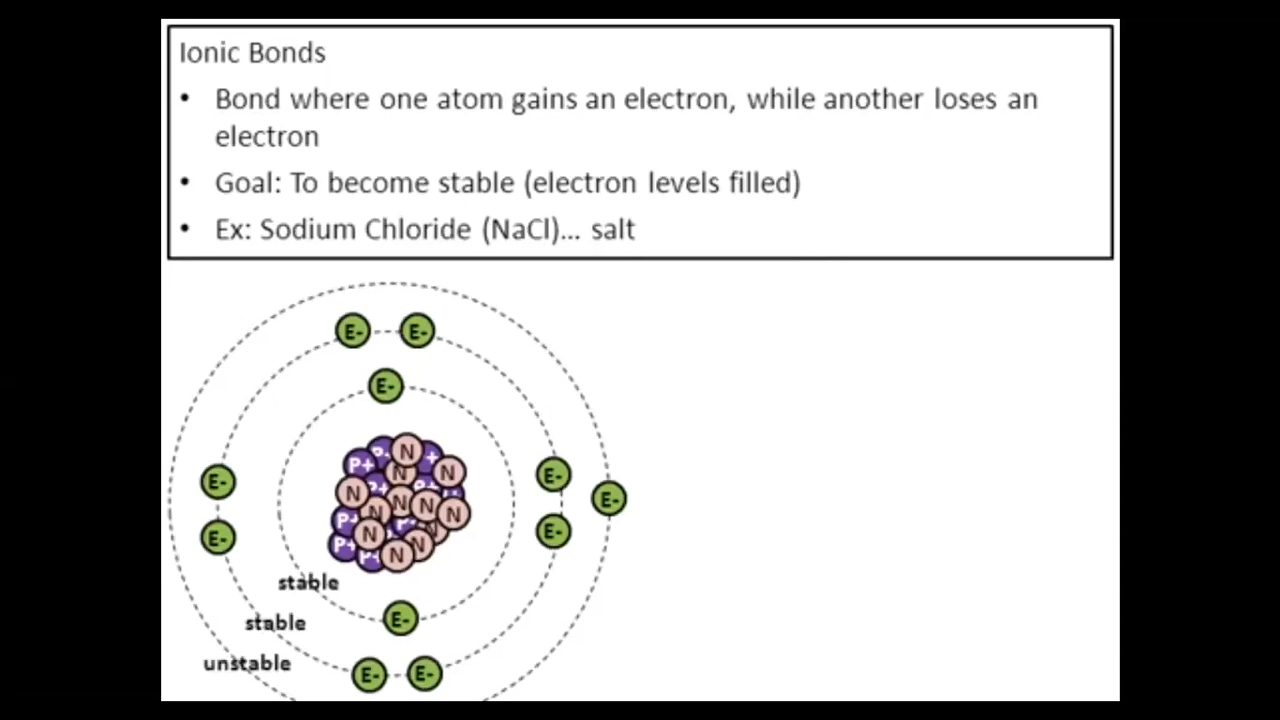 Ionic Bonds
• Bond where one atom gains an electron, while another loses an
electron
• Goal: To become stable (electron levels filled)
• Ex: Sodium Chloride (NaCl)... salt
E- E-
E-
N
P+ P+ N
P+ N N
E- E-
N P+ N N N E-
N N
P+ N P+ N
E- E-
P+ P+ N N
stable
E-
stable
unstable
E- E-